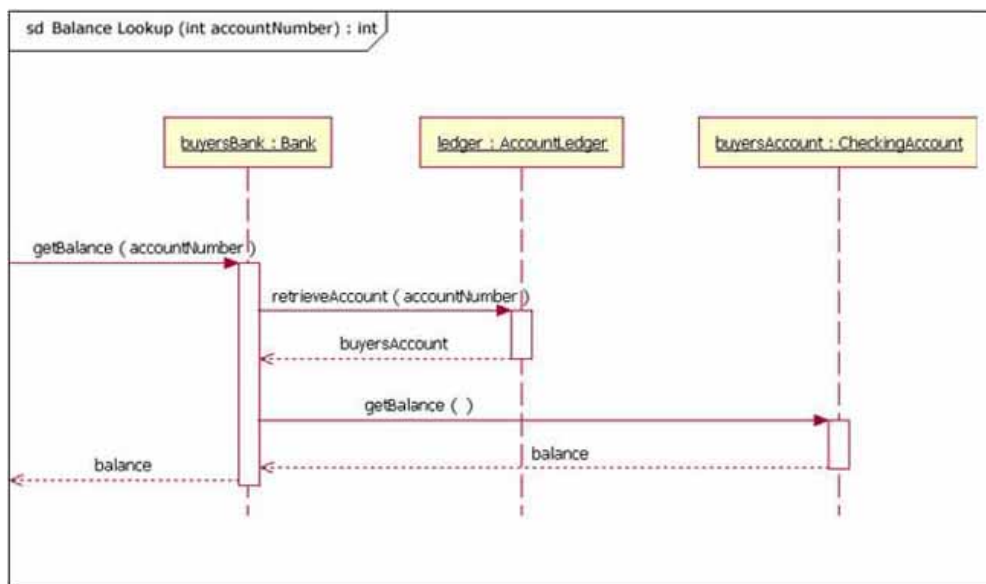 sd Balance Lookup (int accountNumber) : int
buyersBank : Bank
ledger : AccountLedger
buyersAccount : CheckingAccount
getBalance ( accountNumber )
retrieveAccount ( accountNumber )
buyersAccount
getBalance ( )
balance
balance